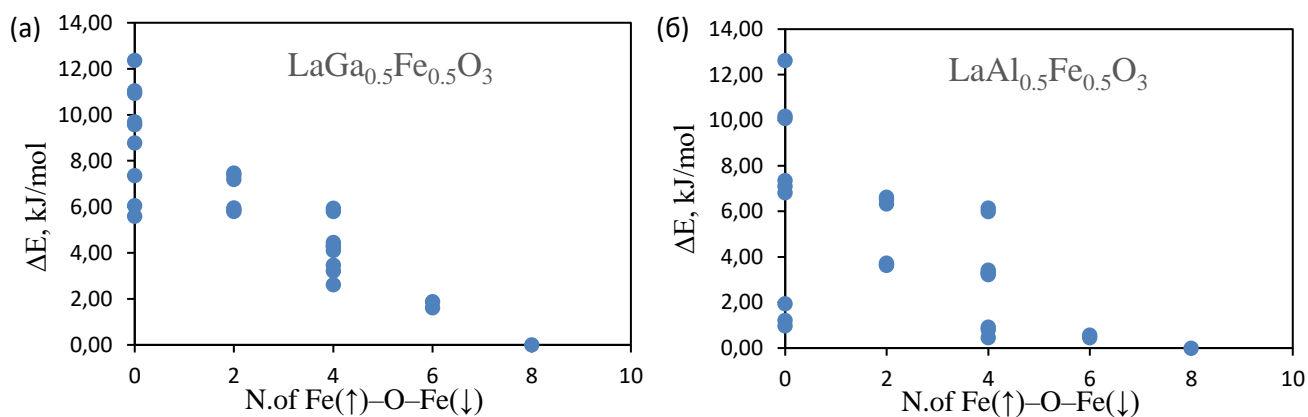 (а)
14,00
12,00
10,00
8,00
6,00
4,00
2,00
0,00
ΔE, kJ/mol
LaGa0.5Fe0.5O3
0 2 4 6 8 10
N.of Fe(↑)–O–Fe(↓)
(б)
14,00
12,00
10,00
8,00
6,00
4,00
2,00
0,00
ΔE, kJ/mol
LaAl0.5Fe0.5O3
0 2 4 6 8 10
N.of Fe(↑)–O–Fe(↓)